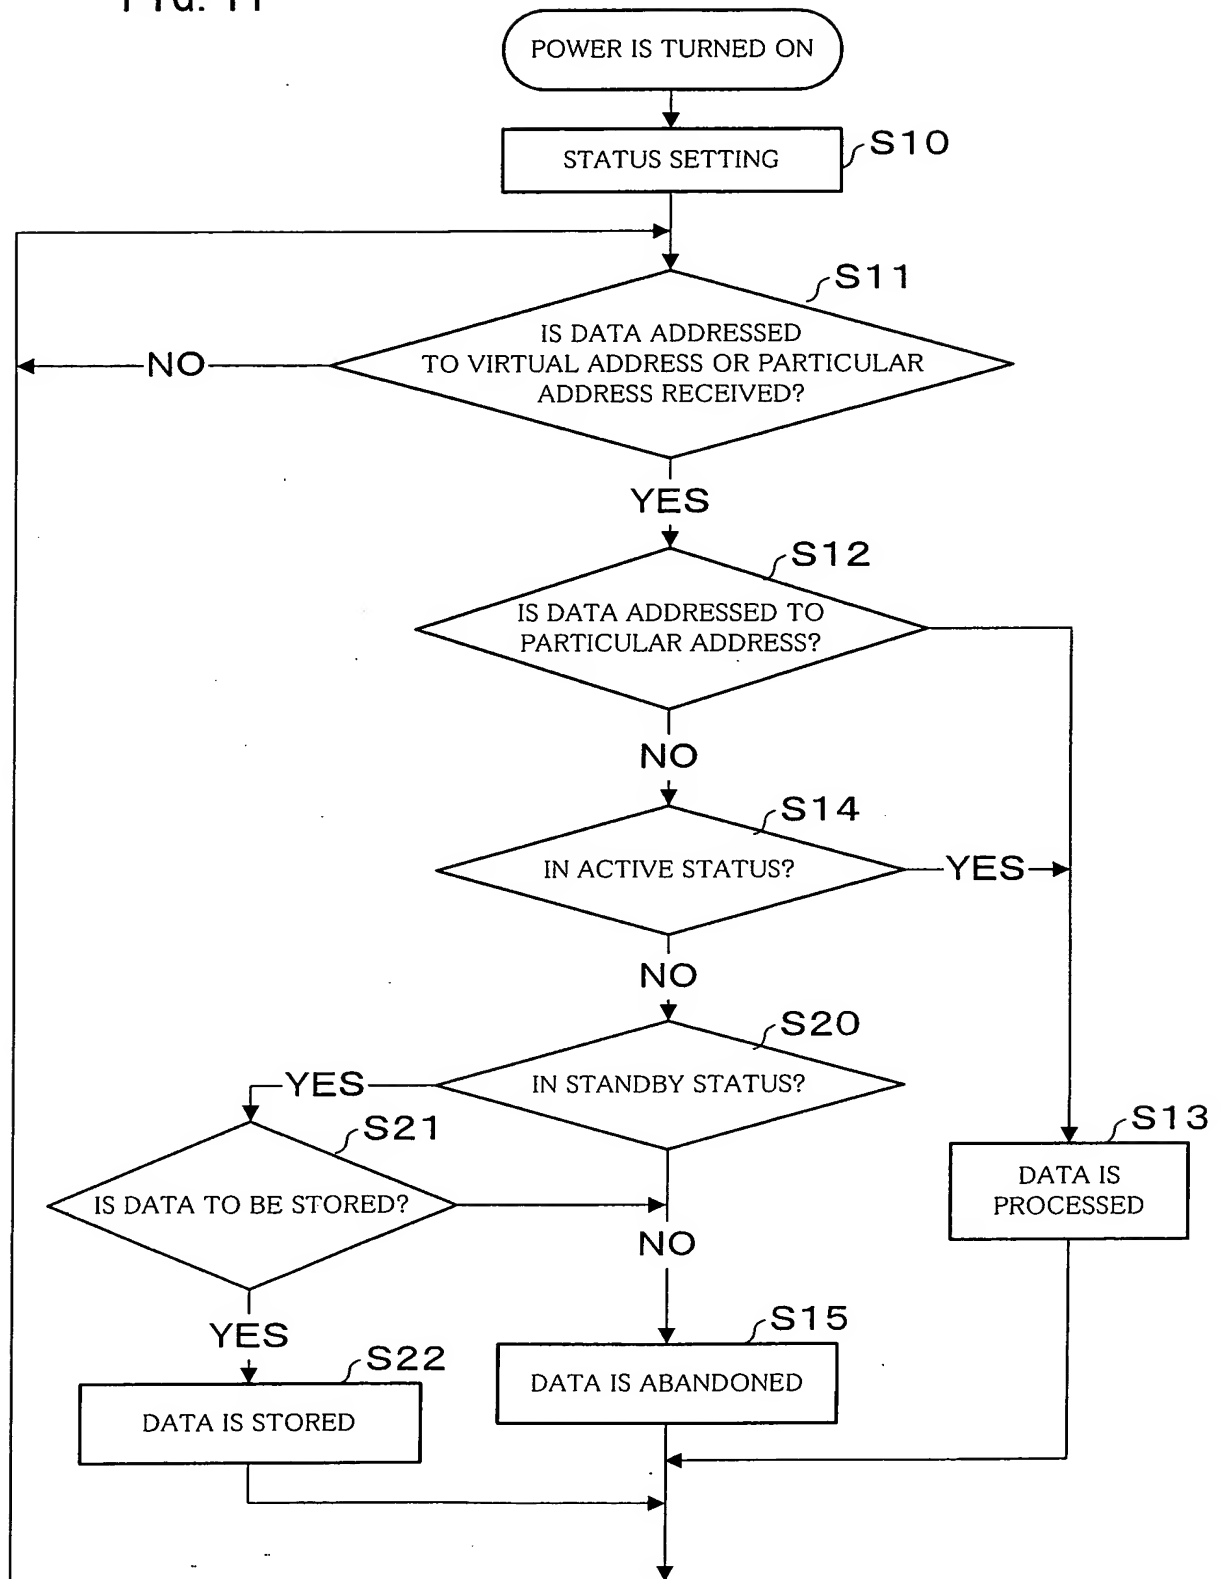 FIG. 11
POWER IS TURNED ON
STATUS SETTING
S10
S11
IS DATA ADDRESSED
TO VIRTUAL ADDRESS OR PARTICULAR
ADDRESS RECEIVED?
NO
YES
S12
IS DATA ADDRESSED TO
PARTICULAR ADDRESS?
NO
S14
IN ACTIVE STATUS?
YES
NO
S20
IN STANDBY STATUS?
YES
S21
IS DATA TO BE STORED?
S13
DATA IS
PROCESSED
NO
YES
S15
DATA IS ABANDONED
S22
DATA IS STORED